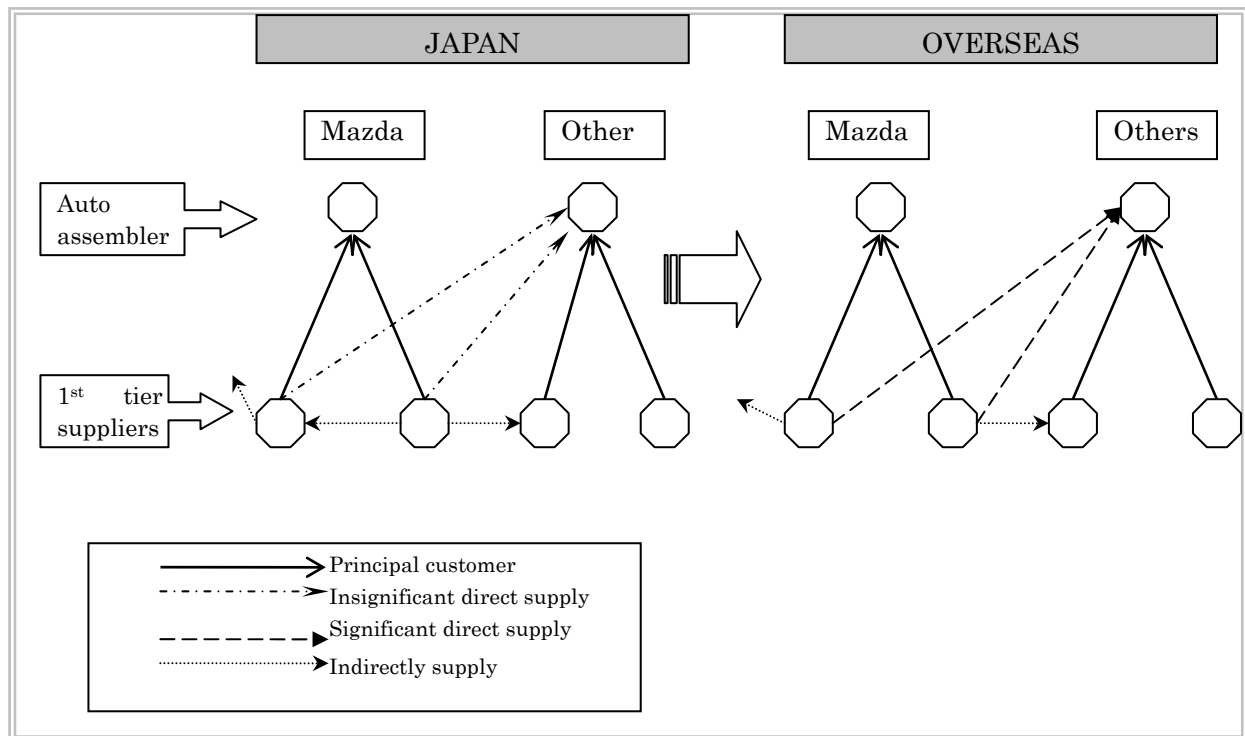 JAPAN
OVERSEAS
Mazda
Other
Mazda
Others
Auto
assembler
1st tier
suppliers
Principal customer
Insignificant direct supply
Significant direct supply
Indirectly supply